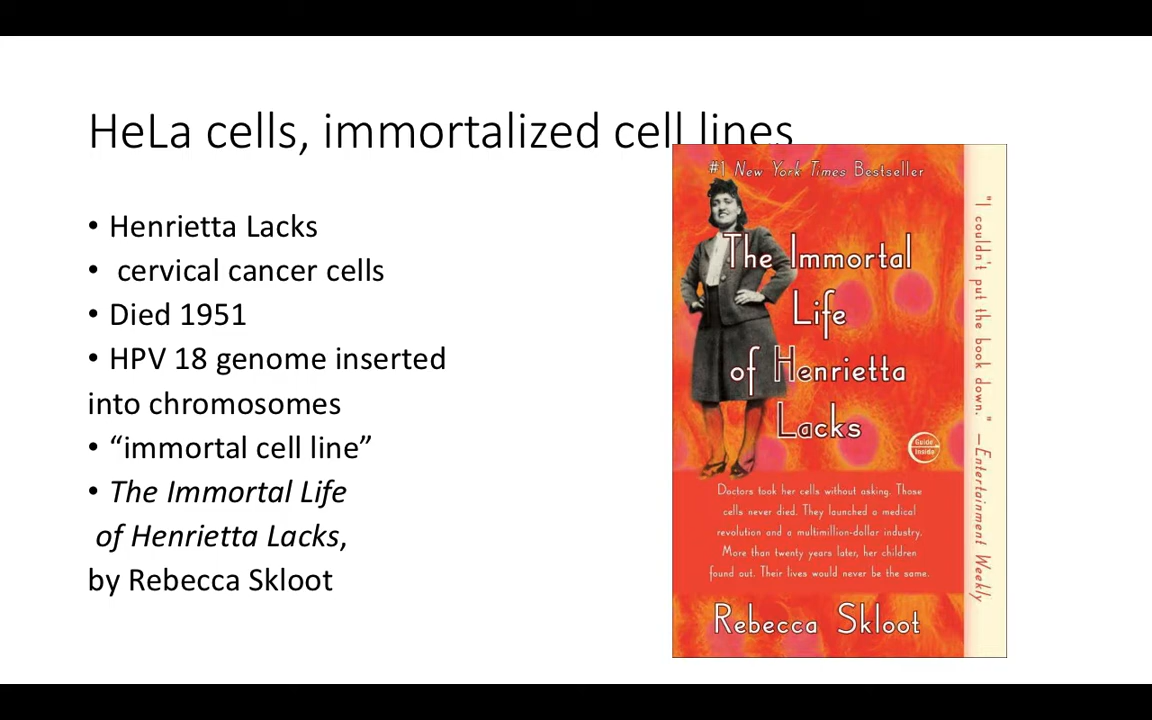 HeLa cells, immortalized cell lines
• Henrietta Lacks
•  cervical cancer cells
• Died 1951
• HPV 18 genome inserted
into chromosomes
• “immortal cell line”
• The Immortal Life
of Henrietta Lacks,
by Rebecca Skloot
#1 New York Times Bestseller
The Immortal
Life
of Henrietta
Lacks
Guide
Inside
Doctors took her cells without asking. Those
cells never died. They launched a medical
revolution and a multimillion-dollar industry.
More than twenty years later, her children
found out. Their lives would never be the same.
Rebecca Skloot
"I couldn't put the book down." —Entertainment Weekly